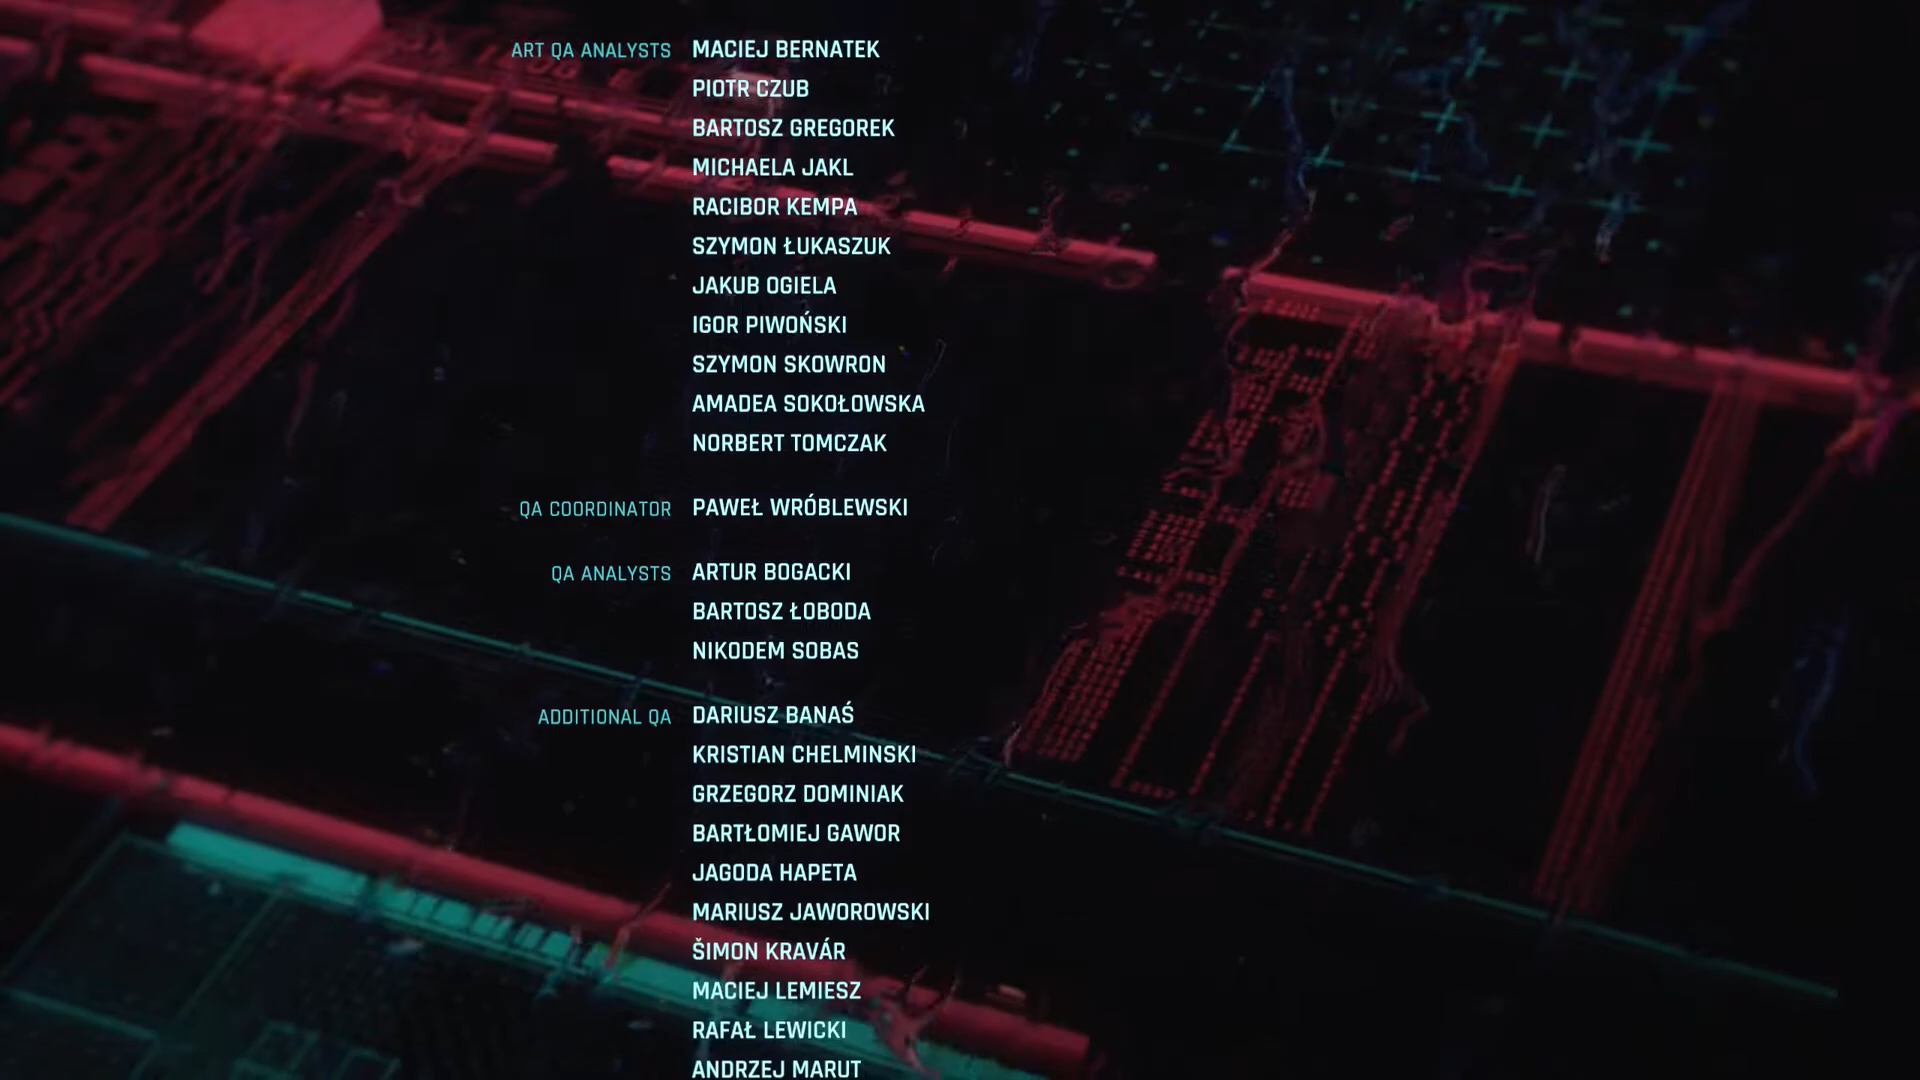 ART QA ANALYSTS MACIEJ BERNATEK
PIOTR CZUB
BARTOSZ GREGOREK
MICHAELA JAKL
RACIBOR KEMPA
SZYMON ŁUKASZUK
JAKUB OGIELA
IGOR PIWOŃSKI
SZYMON SKOWRON
AMADEA SOKOŁOWSKA
NORBERT TOMCZAK
QA COORDINATOR PAWEŁ WRÓBLEWSKI
QA ANALYSTS ARTUR BOGACKI
BARTOSZ ŁOBODA
NIKODEM SOBAS
ADDITIONAL QA DARIUSZ BANAŚ
KRISTIAN CHELMINSKI
GRZEGORZ DOMINIAK
BARTŁOMIEJ GAWOR
JAGODA HAPETA
MARIUSZ JAWOROWSKI
ŠIMON KRAVÁR
MACIEJ LEMIESZ
RAFAŁ LEWICKI
ANDRZEJ MARUT